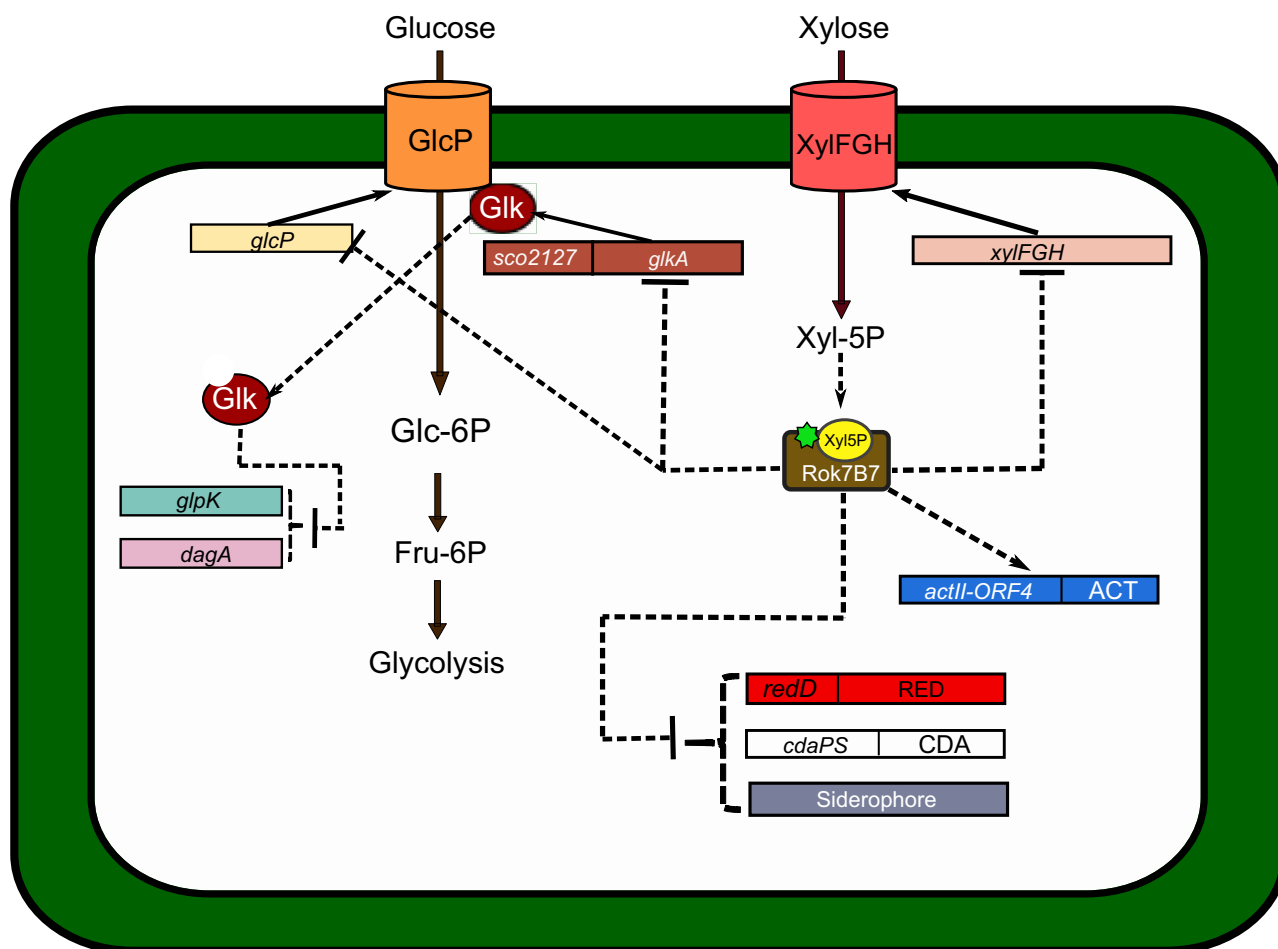 Glucose
Xylose
GlcP
XylFGH
Glk
glcP
sco2127
glkA
xylFGH
Xyl-5P
Glk
Glc-6P
Xyl5P
Rok7B7
glpK
dagA
Fru-6P
actII-ORF4
ACT
Glycolysis
redD
RED
cdaPS
CDA
Siderophore